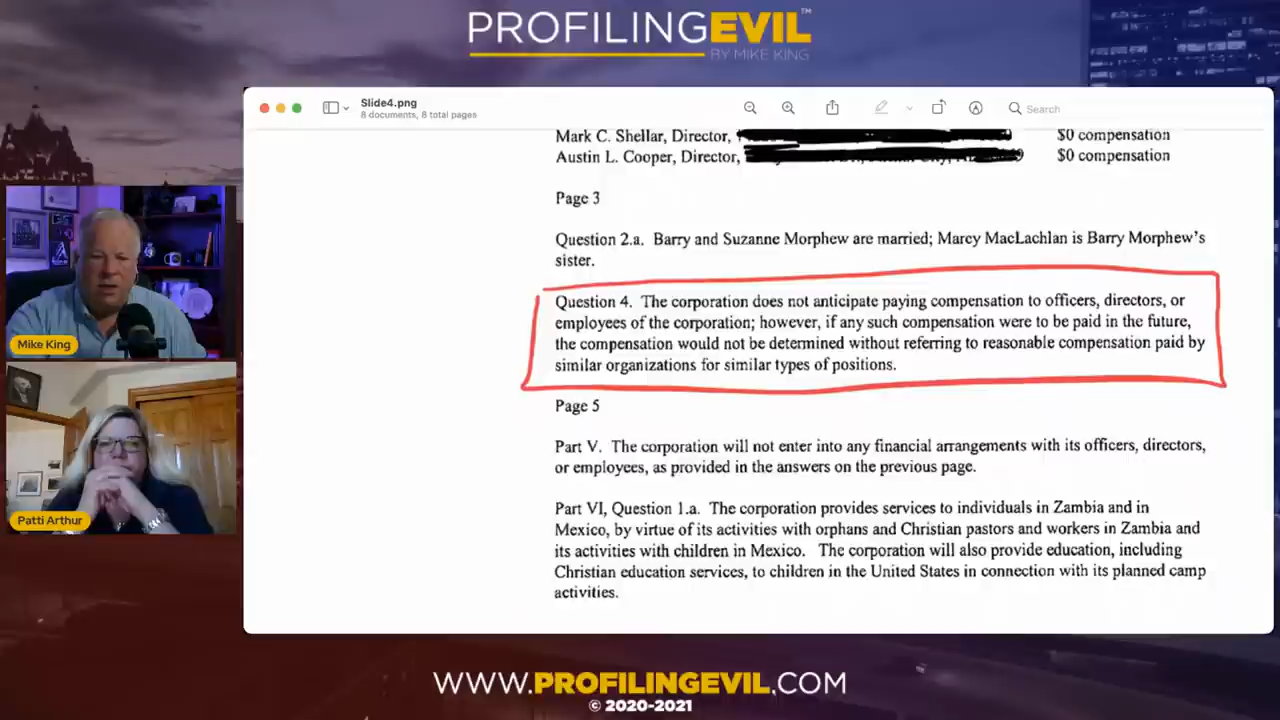 PROFILINGEVIL™
BY MIKE KING
Slide4.png
8 documents, 8 total pages
Search
Mark C. Shellar, Director, $0 compensation
Austin L. Cooper, Director, $0 compensation
Page 3
Question 2.a. Barry and Suzanne Morphew are married; Marcy MacLachlan is Barry Morphew's
sister.
Question 4. The corporation does not anticipate paying compensation to officers, directors, or
employees of the corporation; however, if any such compensation were to be paid in the future,
the compensation would not be determined without referring to reasonable compensation paid by
similar organizations for similar types of positions.
Page 5
Part V. The corporation will not enter into any financial arrangements with its officers, directors,
or employees, as provided in the answers on the previous page.
Part VI, Question 1.a. The corporation provides services to individuals in Zambia and in
Mexico, by virtue of its activities with orphans and Christian pastors and workers in Zambia and
its activities with children in Mexico. The corporation will also provide education, including
Christian education services, to children in the United States in connection with its planned camp
activities.
Mike King
Patti Arthur
WWW.PROFILINGEVIL.COM
© 2020-2021